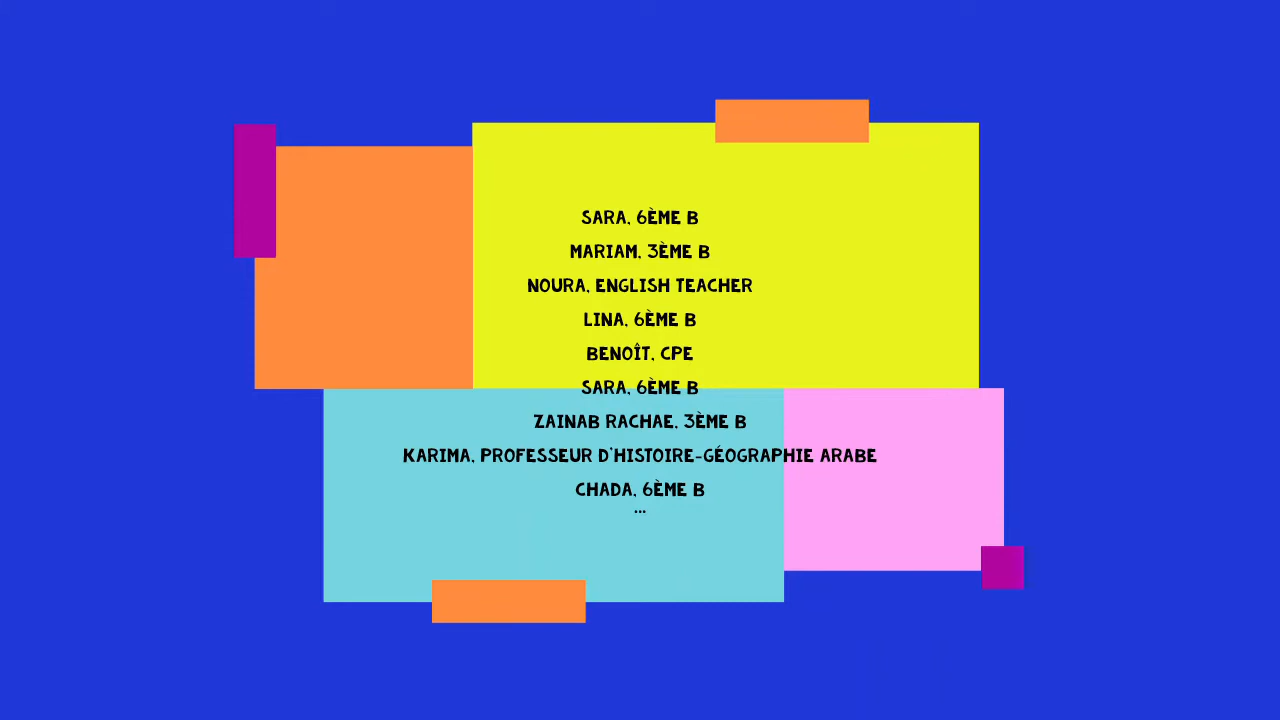 SARA, 6ÈME B
MARIAM, 3ÈME B
NOURA, ENGLISH TEACHER
LINA, 6ÈME B
BENOÎT, CPE
SARA, 6ÈME B
ZAINAB RACHAE, 3ÈME B
KARIMA, PROFESSEUR D'HISTOIRE-GÉOGRAPHIE ARABE
CHADA, 6ÈME B
...